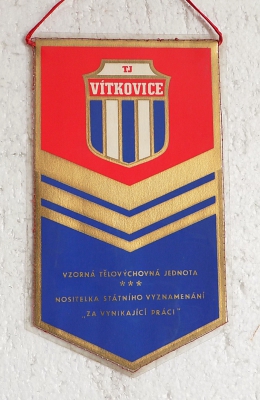 TJ
VÍTKOVICE
VZORNÁ TĚLOVÝCHOVNÁ JEDNOTA
***
NOSITELKA STÁTNÍHO VYZNAMENÁNÍ
„ZA VYNIKAJÍCÍ PRÁCI"